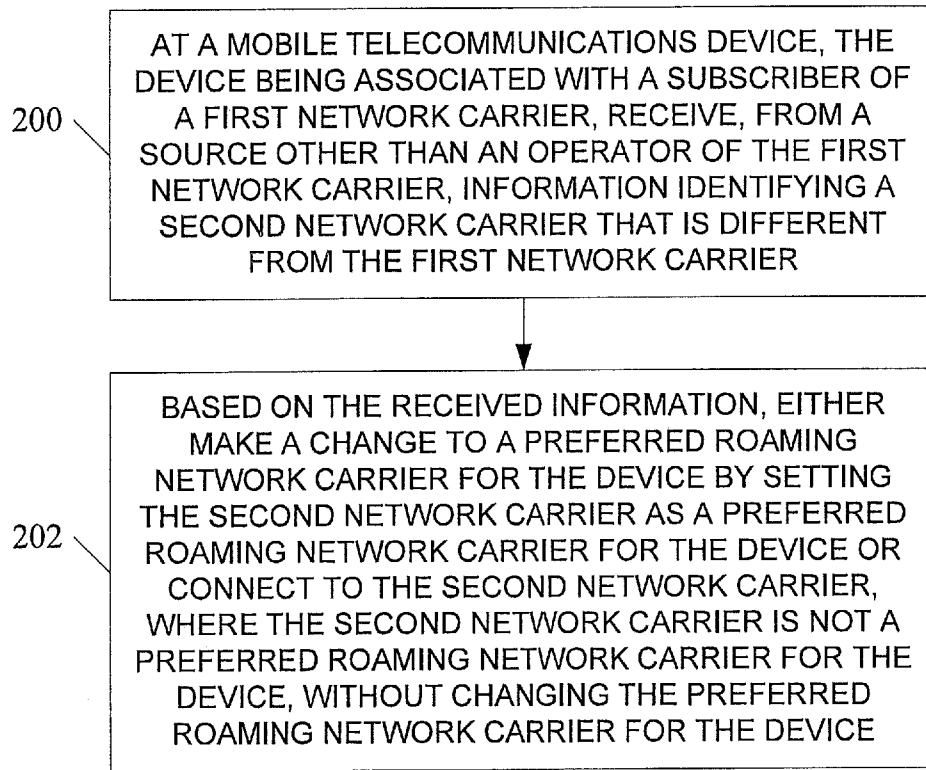 AT A MOBILE TELECOMMUNICATIONS DEVICE, THE
DEVICE BEING ASSOCIATED WITH A SUBSCRIBER OF
A FIRST NETWORK CARRIER, RECEIVE, FROM A
SOURCE OTHER THAN AN OPERATOR OF THE FIRST
NETWORK CARRIER, INFORMATION IDENTIFYING A
SECOND NETWORK CARRIER THAT IS DIFFERENT
FROM THE FIRST NETWORK CARRIER
200
BASED ON THE RECEIVED INFORMATION, EITHER
MAKE A CHANGE TO A PREFERRED ROAMING
NETWORK CARRIER FOR THE DEVICE BY SETTING
THE SECOND NETWORK CARRIER AS A PREFERRED
ROAMING NETWORK CARRIER FOR THE DEVICE OR
CONNECT TO THE SECOND NETWORK CARRIER,
WHERE THE SECOND NETWORK CARRIER IS NOT A
PREFERRED ROAMING NETWORK CARRIER FOR THE
DEVICE, WITHOUT CHANGING THE PREFERRED
ROAMING NETWORK CARRIER FOR THE DEVICE
202